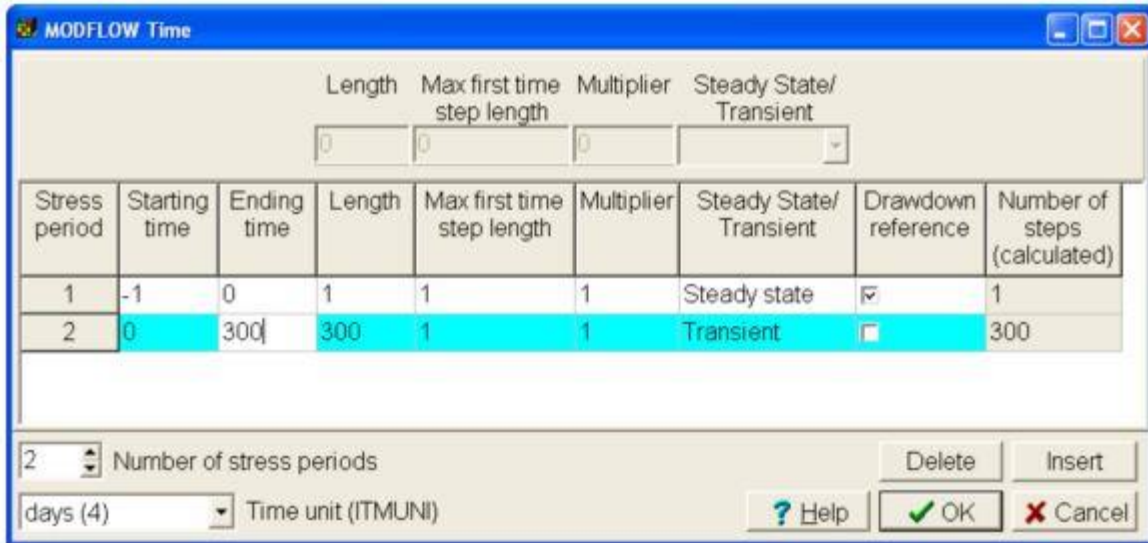 MODFLOW Time
Length Max first time Multiplier Steady State/
step length Transient
0 0 0
Stress Starting Ending Length Max first time Multiplier Steady State/ Drawdown Number of
period time time step length Transient reference steps
(calculated)
1 -1 0 1 1 1 Steady state 1
2 0 300 300 1 1 Transient 300
2 Number of stress periods Delete Insert
days (4) Time unit (ITMUNI) ? Help OK Cancel